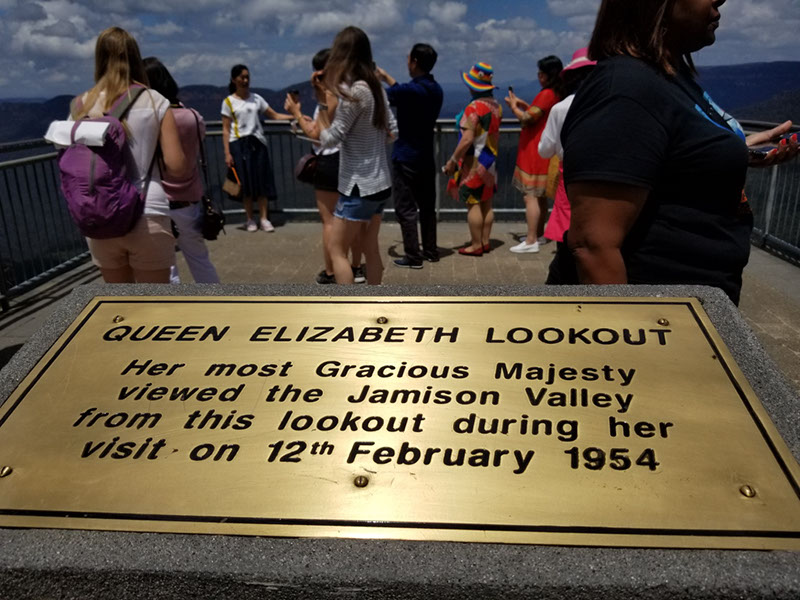 QUEEN ELIZABETH LOOKOUT
Her most Gracious Majesty
viewed the Jamison Valley
from this lookout during her
visit on 12th February 1954